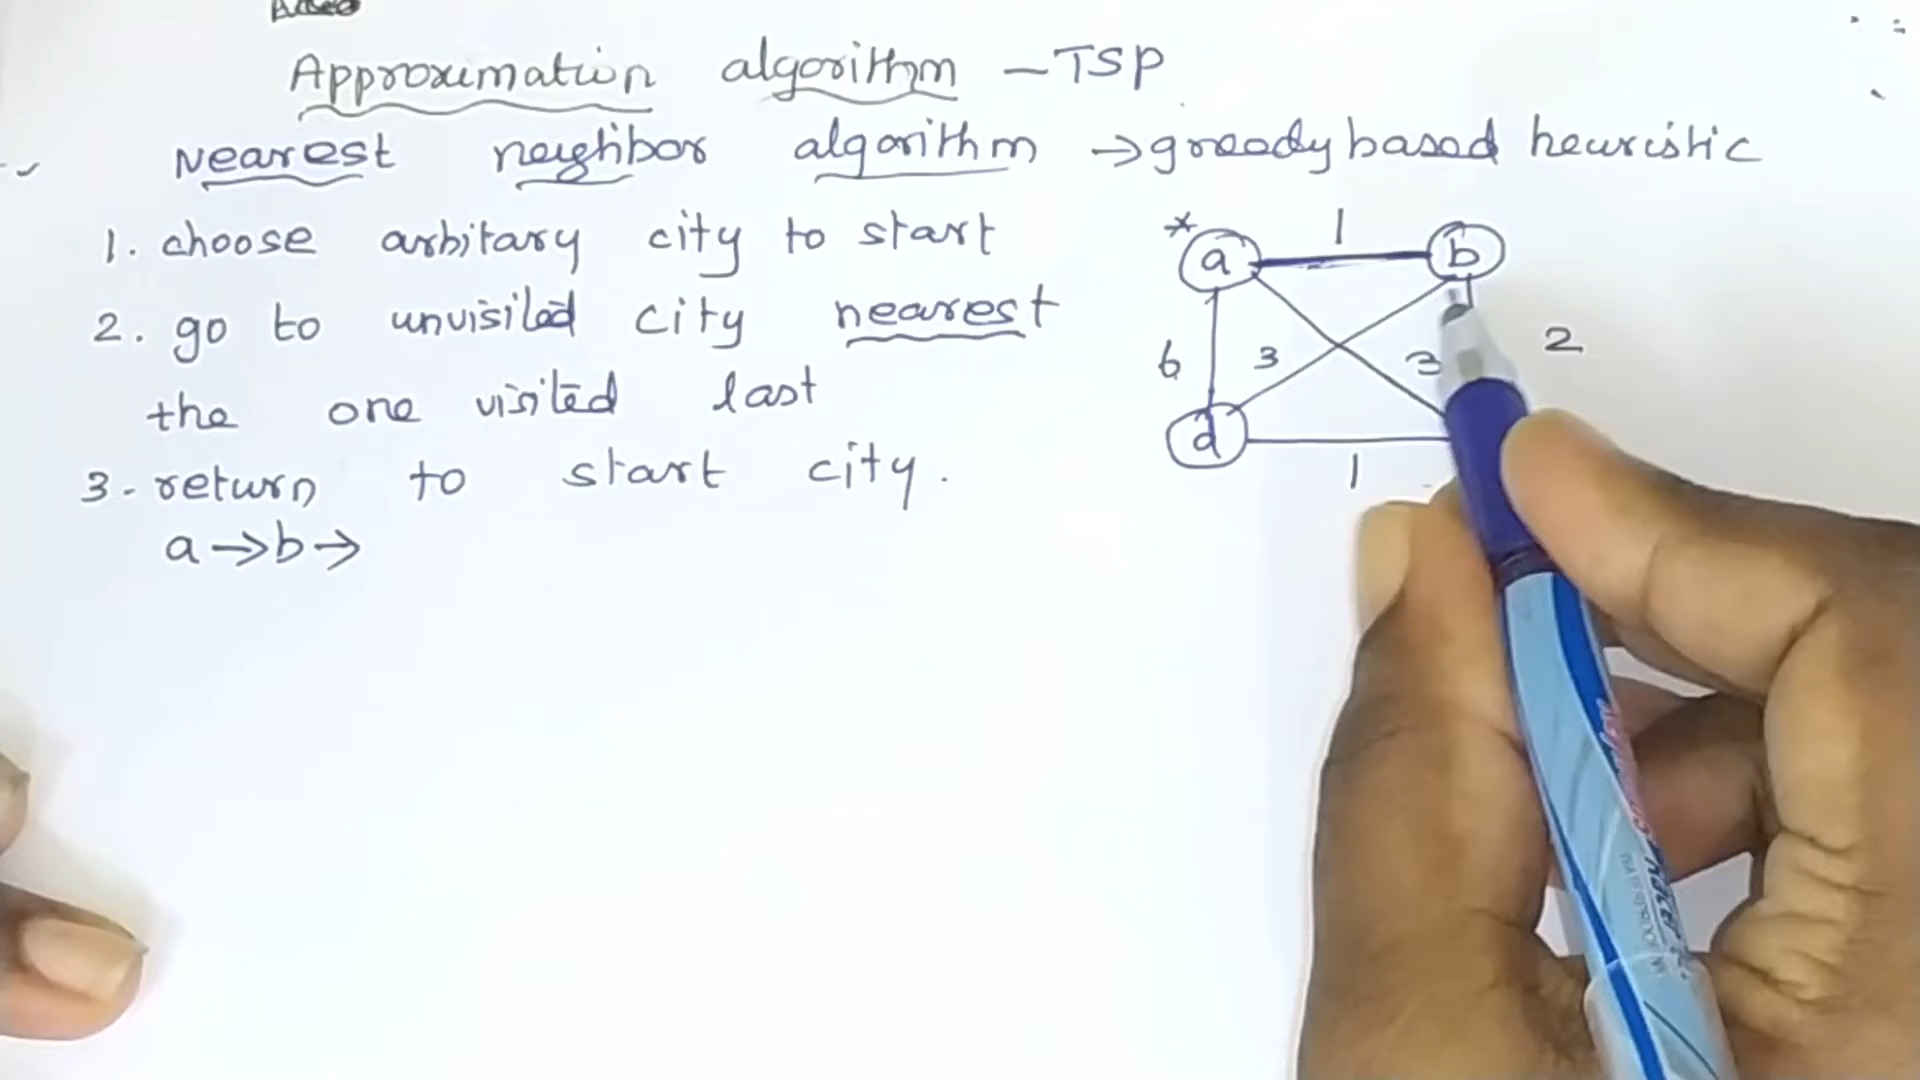 Approximation algorithm - TSP
Nearest neighbor algorithm → greedy based heuristic
1. choose arbitary city to start
2. go to unvisited city nearest
the one visited last
3. return to start city.
a → b →
* a 1 b
6 3 3 2
d 1